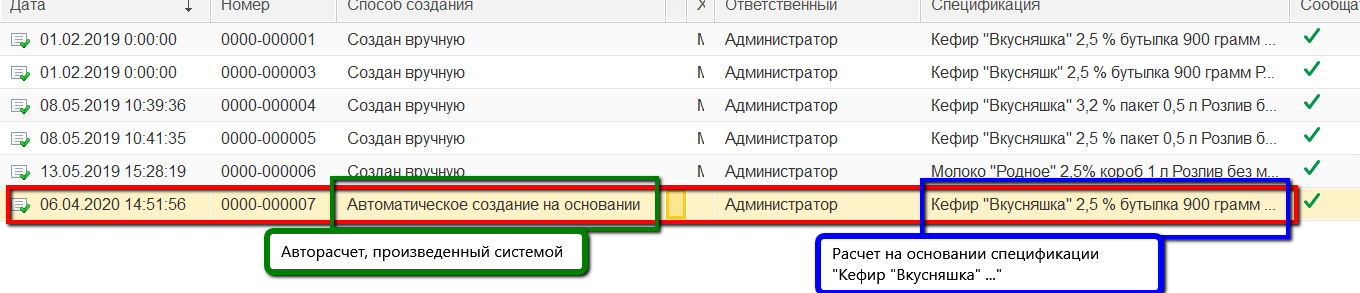 Дата Номер Способ создания Х Ответственный Спецификация Сообщат
01.02.2019 0:00:00 0000-000001 Создан вручную М Администратор Кефир "Вкусняшка" 2,5 % бутылка 900 грамм ...
01.02.2019 0:00:00 0000-000003 Создан вручную М Администратор Кефир "Вкусняшк" 2,5 % бутылка 900 грамм Р...
08.05.2019 10:39:36 0000-000004 Создан вручную М Администратор Кефир "Вкусняшка" 3,2 % пакет 0,5 л Розлив б...
08.05.2019 10:41:35 0000-000005 Создан вручную М Администратор Кефир "Вкусняшка" 2,5 % пакет 0,5 л Розлив б...
13.05.2019 15:28:19 0000-000006 Создан вручную М Администратор Молоко "Родное" 2,5% короб 1 л Розлив без м...
06.04.2020 14:51:56 0000-000007 Автоматическое создание на основании Администратор Кефир "Вкусняшка" 2,5 % бутылка 900 грамм ...
Авторасчет, произведенный системой
Расчет на основании спецификации
"Кефир "Вкусняшка" ..."